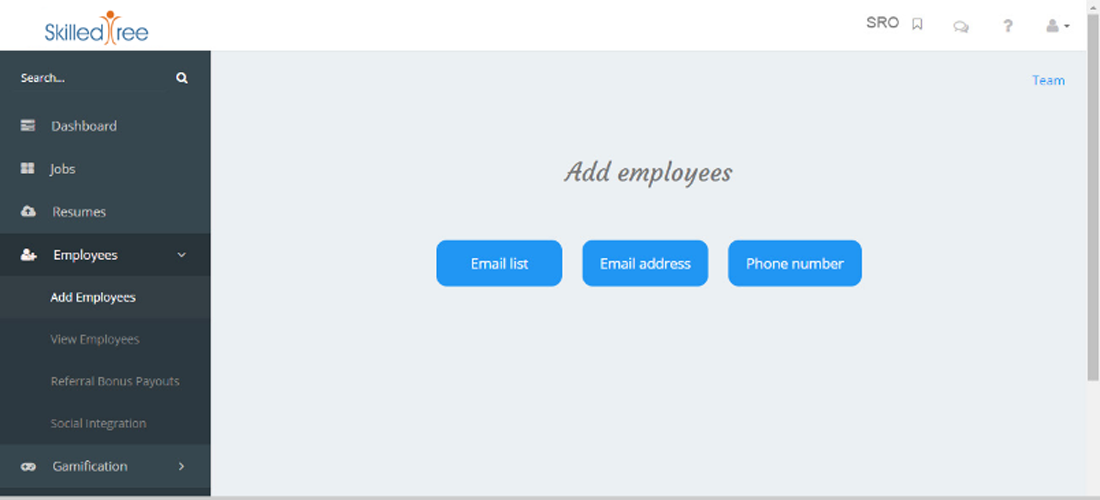 SkilledTree
SRO
?
Search...
Team
Dashboard
Jobs
Resumes
Employees
Add Employees
View Employees
Referral Bonus Payouts
Social Integration
Gamification
Add employees
Email list
Email address
Phone number